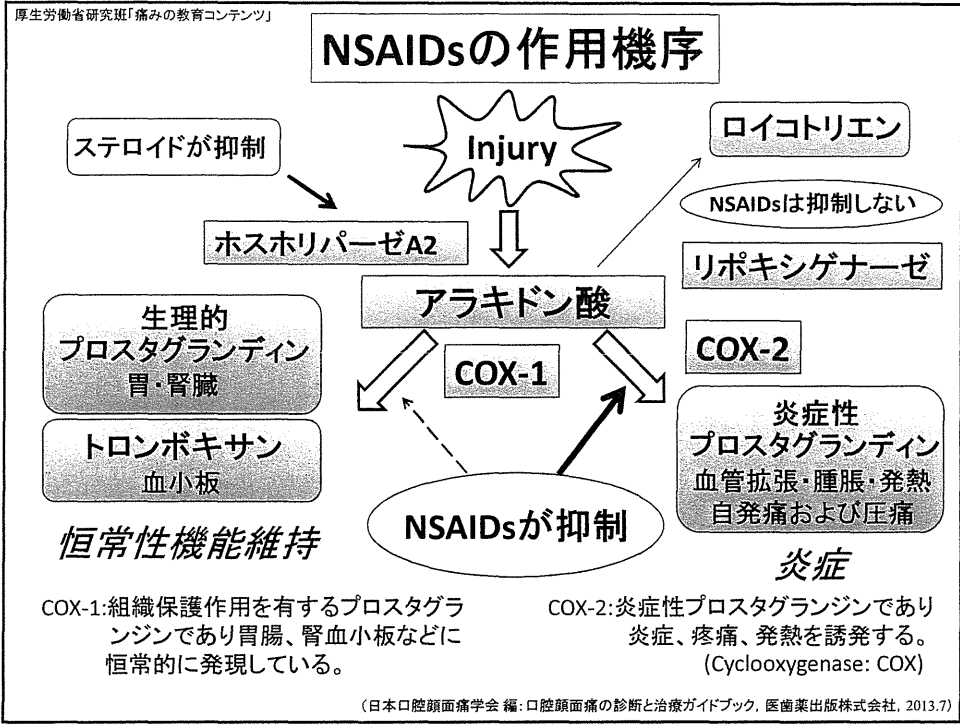 厚生労働省研究班「痛みの教育コンテンツ」
NSAIDsの作用機序
Injury
ステロイドが抑制
ロイコトリエン
NSAIDsは抑制しない
ホスホリパーゼA2
リポキシゲナーゼ
アラキドン酸
生理的
プロスタグランディン
胃・腎臓
COX-1
COX-2
トロンボキサン
血小板
炎症性
プロスタグランディン
血管拡張・腫脹・発熱
自発痛および圧痛
NSAIDsが抑制
恒常性機能維持
炎症
COX-1:組織保護作用を有するプロスタグラ
ンジンであり胃腸、腎血小板などに
恒常的に発現している。
COX-2:炎症性プロスタグランジンであり
炎症、疼痛、発熱を誘発する。
(Cyclooxygenase: COX)
(日本口腔顔面痛学会 編:口腔顔面痛の診断と治療ガイドブック, 医歯薬出版株式会社, 2013.7)